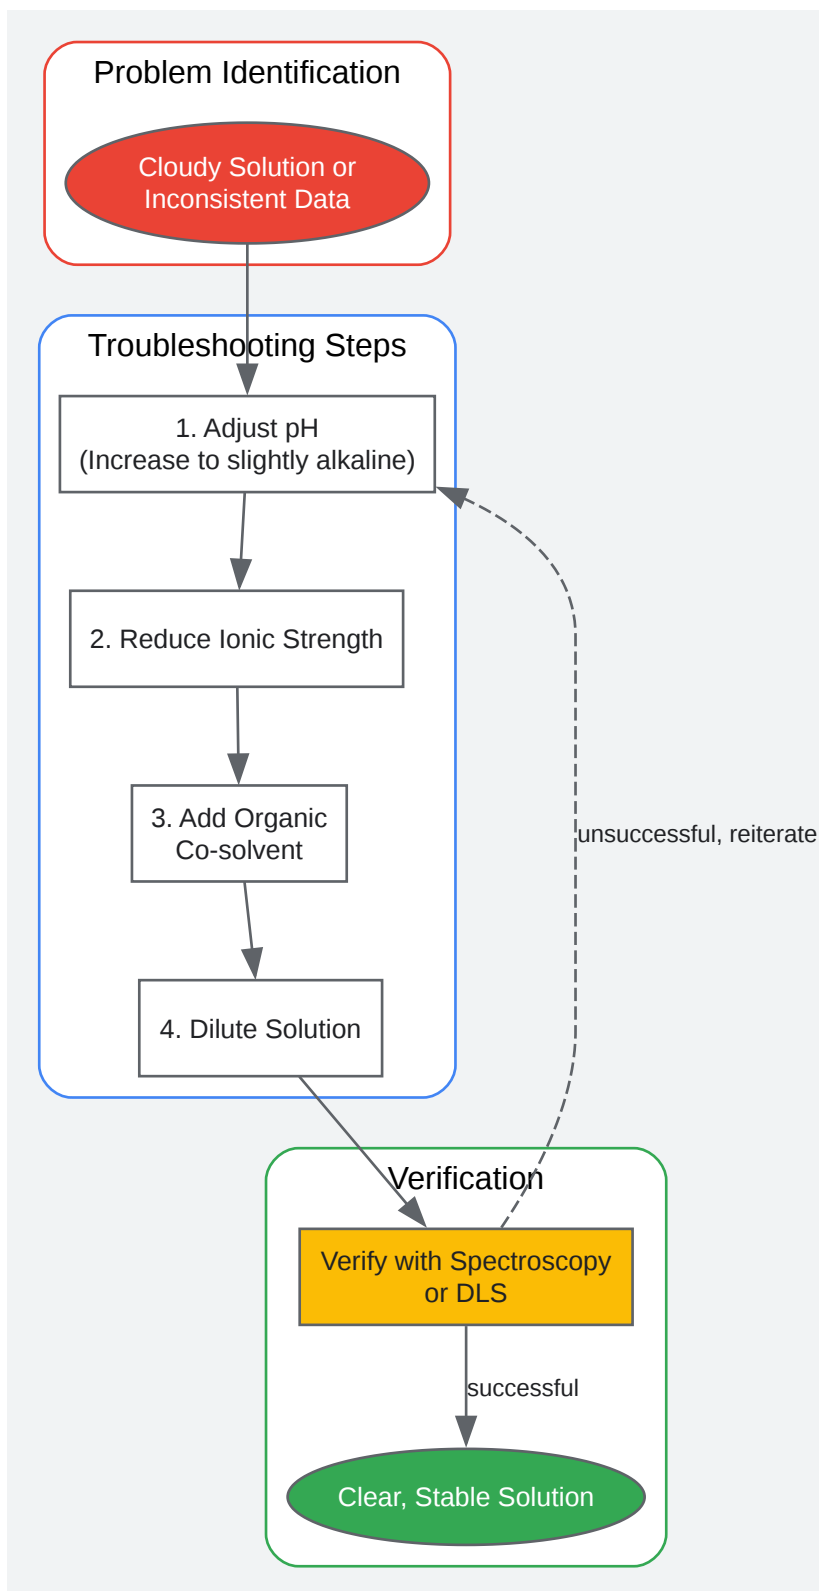 Problem Identification
Cloudy Solution or
Inconsistent Data
Troubleshooting Steps
1. Adjust pH
(Increase to slightly alkaline)
2. Reduce Ionic Strength
3. Add Organic
Co-solvent
4. Dilute Solution
unsuccessful, reiterate
Verification
Verify with Spectroscopy
or DLS
successful
Clear, Stable Solution